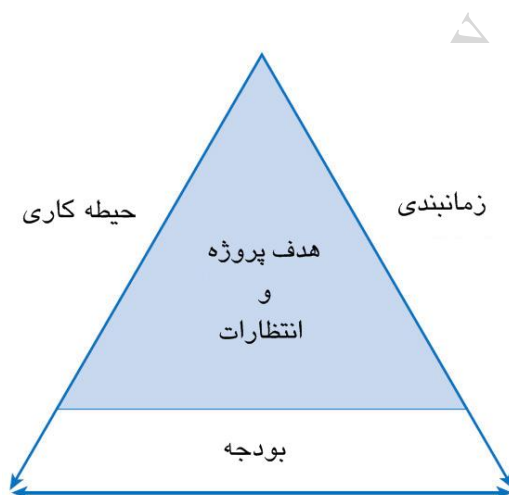 زمانبندی
حیطه کاری
هدف پروژه
و
انتظارات
بودجه